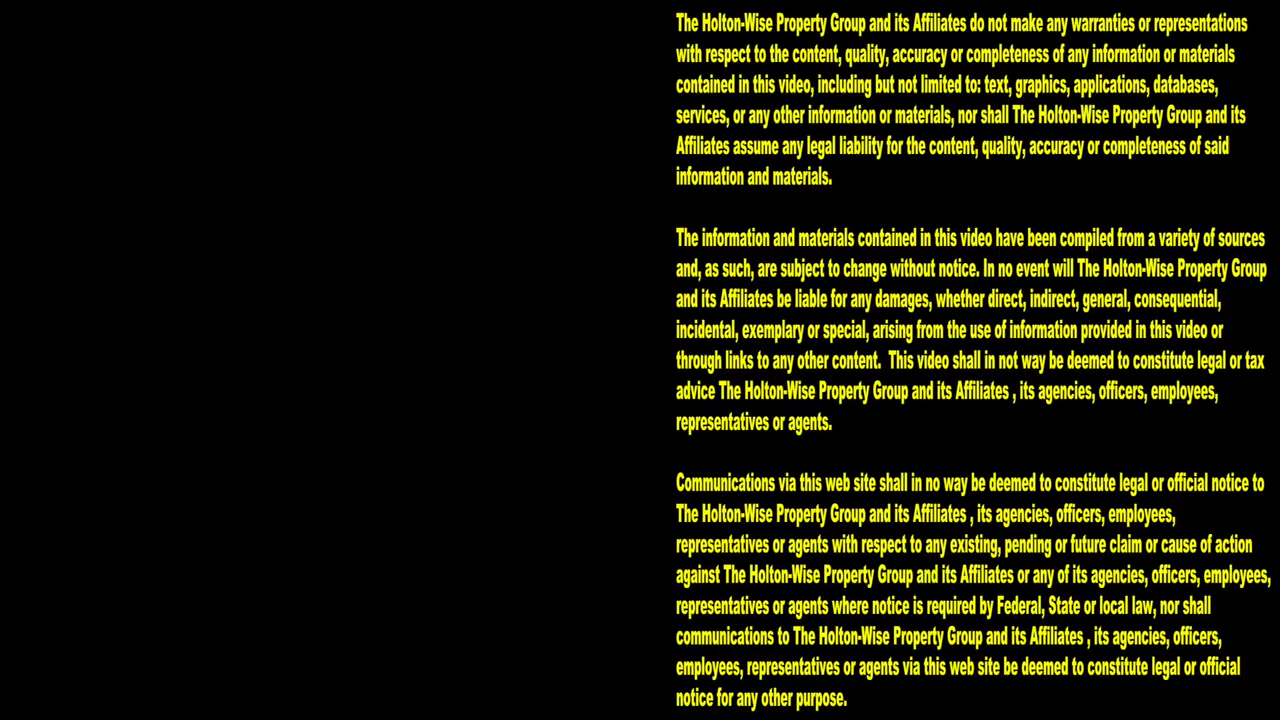 The Holton-Wise Property Group and its Affiliates do not make any warranties or representations
with respect to the content, quality, accuracy or completeness of any information or materials
contained in this video, including but not limited to: text, graphics, applications, databases,
services, or any other information or materials, nor shall The Holton-Wise Property Group and its
Affiliates assume any legal liability for the content, quality, accuracy or completeness of said
information and materials.

The information and materials contained in this video have been compiled from a variety of sources
and, as such, are subject to change without notice. In no event will The Holton-Wise Property Group
and its Affiliates be liable for any damages, whether direct, indirect, general, consequential,
incidental, exemplary or special, arising from the use of information provided in this video or
through links to any other content.  This video shall in not way be deemed to constitute legal or tax
advice The Holton-Wise Property Group and its Affiliates , its agencies, officers, employees,
representatives or agents.

Communications via this web site shall in no way be deemed to constitute legal or official notice to
The Holton-Wise Property Group and its Affiliates , its agencies, officers, employees,
representatives or agents with respect to any existing, pending or future claim or cause of action
against The Holton-Wise Property Group and its Affiliates or any of its agencies, officers, employees,
representatives or agents where notice is required by Federal, State or local law, nor shall
communications to The Holton-Wise Property Group and its Affiliates , its agencies, officers,
employees, representatives or agents via this web site be deemed to constitute legal or official
notice for any other purpose.